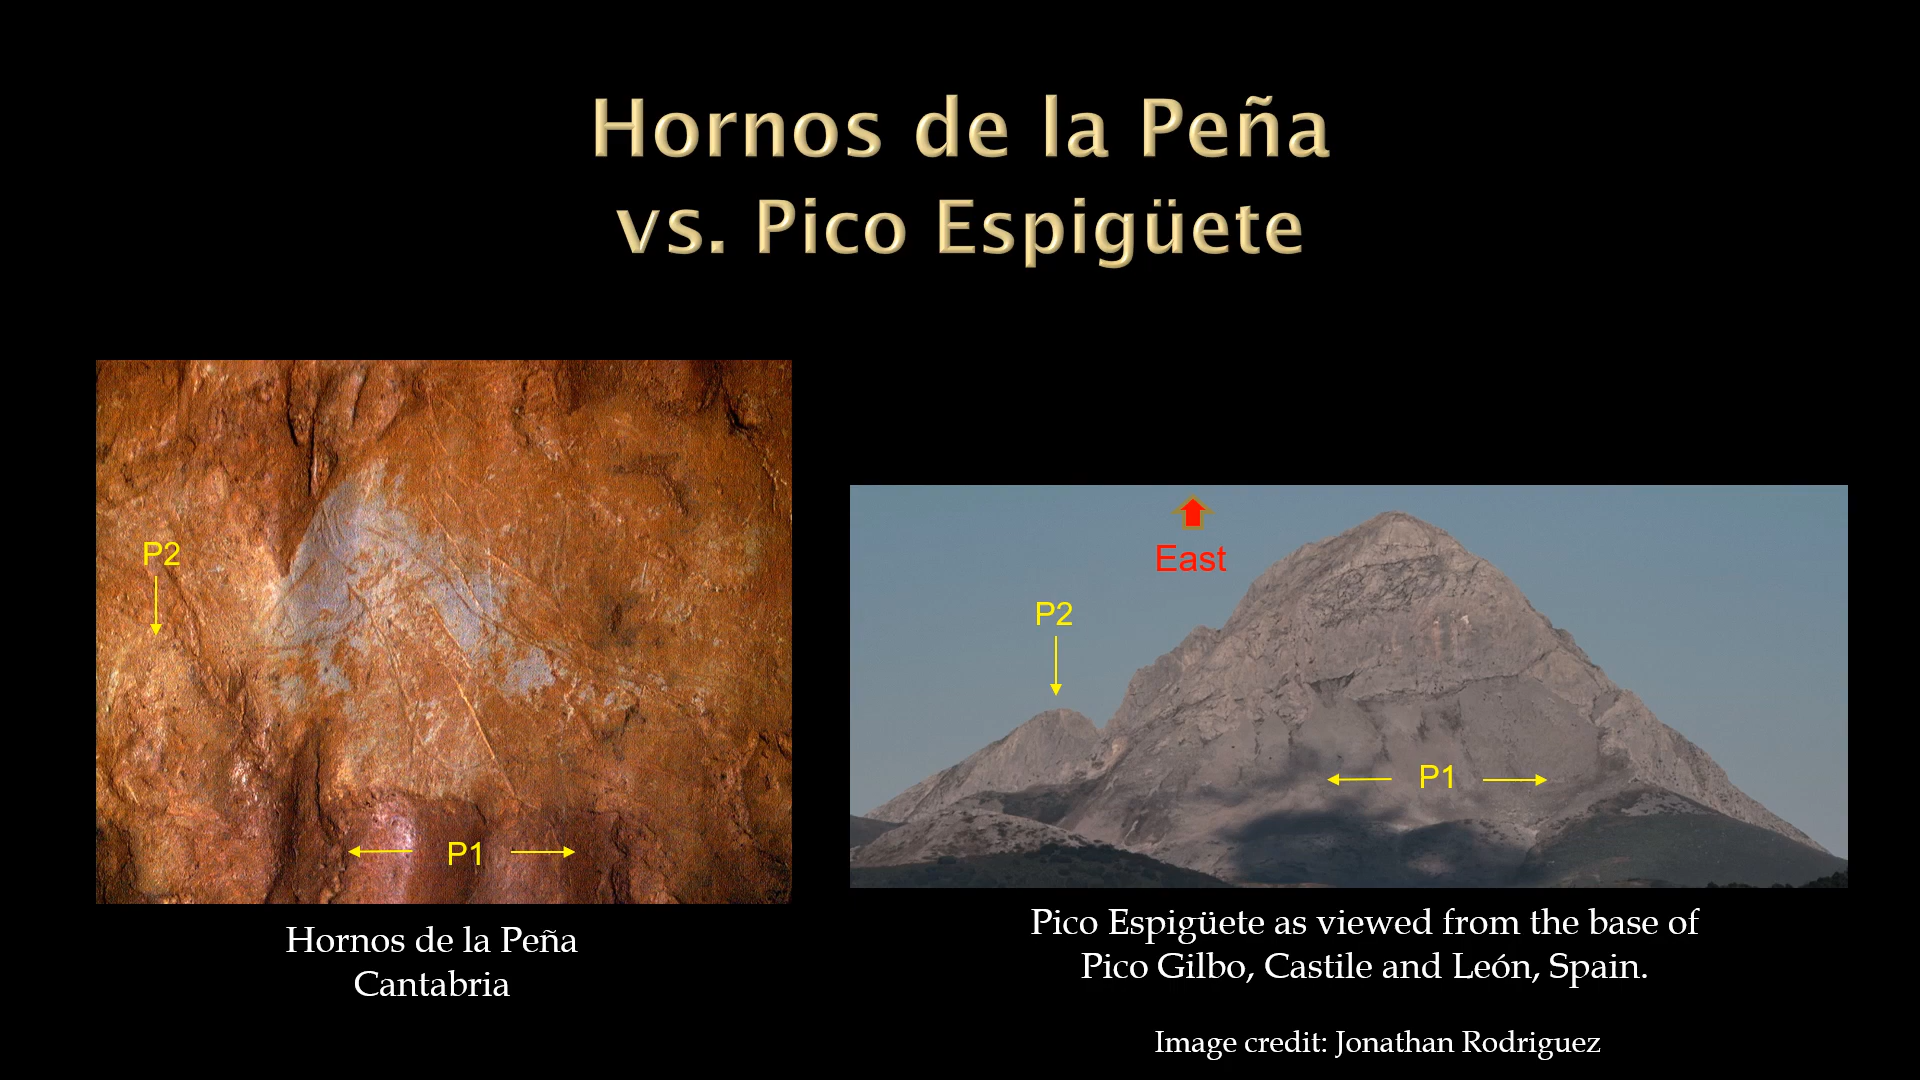 Hornos de la Peña
vs. Pico Espigüete
P2
P1
Hornos de la Peña
Cantabria
East
P2
P1
Pico Espigüete as viewed from the base of
Pico Gilbo, Castile and León, Spain.
Image credit: Jonathan Rodriguez